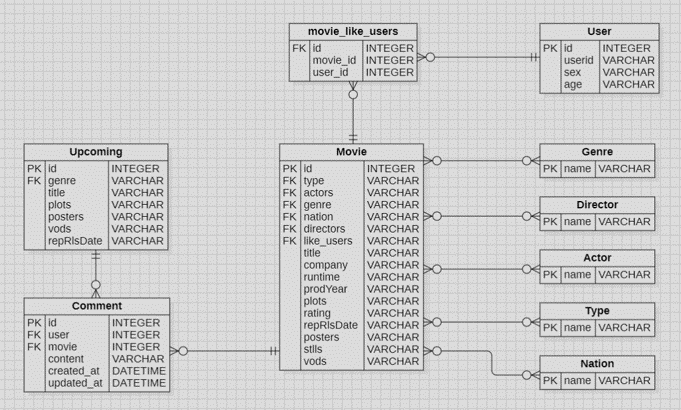 movie_like_users
FK id INTEGER
movie_id INTEGER
user_id INTEGER
User
PK id INTEGER
userid VARCHAR
sex VARCHAR
age VARCHAR
Upcoming
PK id INTEGER
FK genre VARCHAR
title VARCHAR
plots VARCHAR
posters VARCHAR
vods VARCHAR
repRlsDate VARCHAR
Movie
PK id INTEGER
FK type VARCHAR
FK actors VARCHAR
FK genre VARCHAR
FK nation VARCHAR
FK directors VARCHAR
FK like_users VARCHAR
title VARCHAR
company VARCHAR
runtime VARCHAR
prodYear VARCHAR
plots VARCHAR
rating VARCHAR
repRlsDate VARCHAR
posters VARCHAR
stlls VARCHAR
vods VARCHAR
Genre
PK name VARCHAR
Director
PK name VARCHAR
Actor
PK name VARCHAR
Type
PK name VARCHAR
Nation
PK name VARCHAR
Comment
PK id INTEGER
FK user INTEGER
FK movie INTEGER
content VARCHAR
created_at DATETIME
updated_at DATETIME